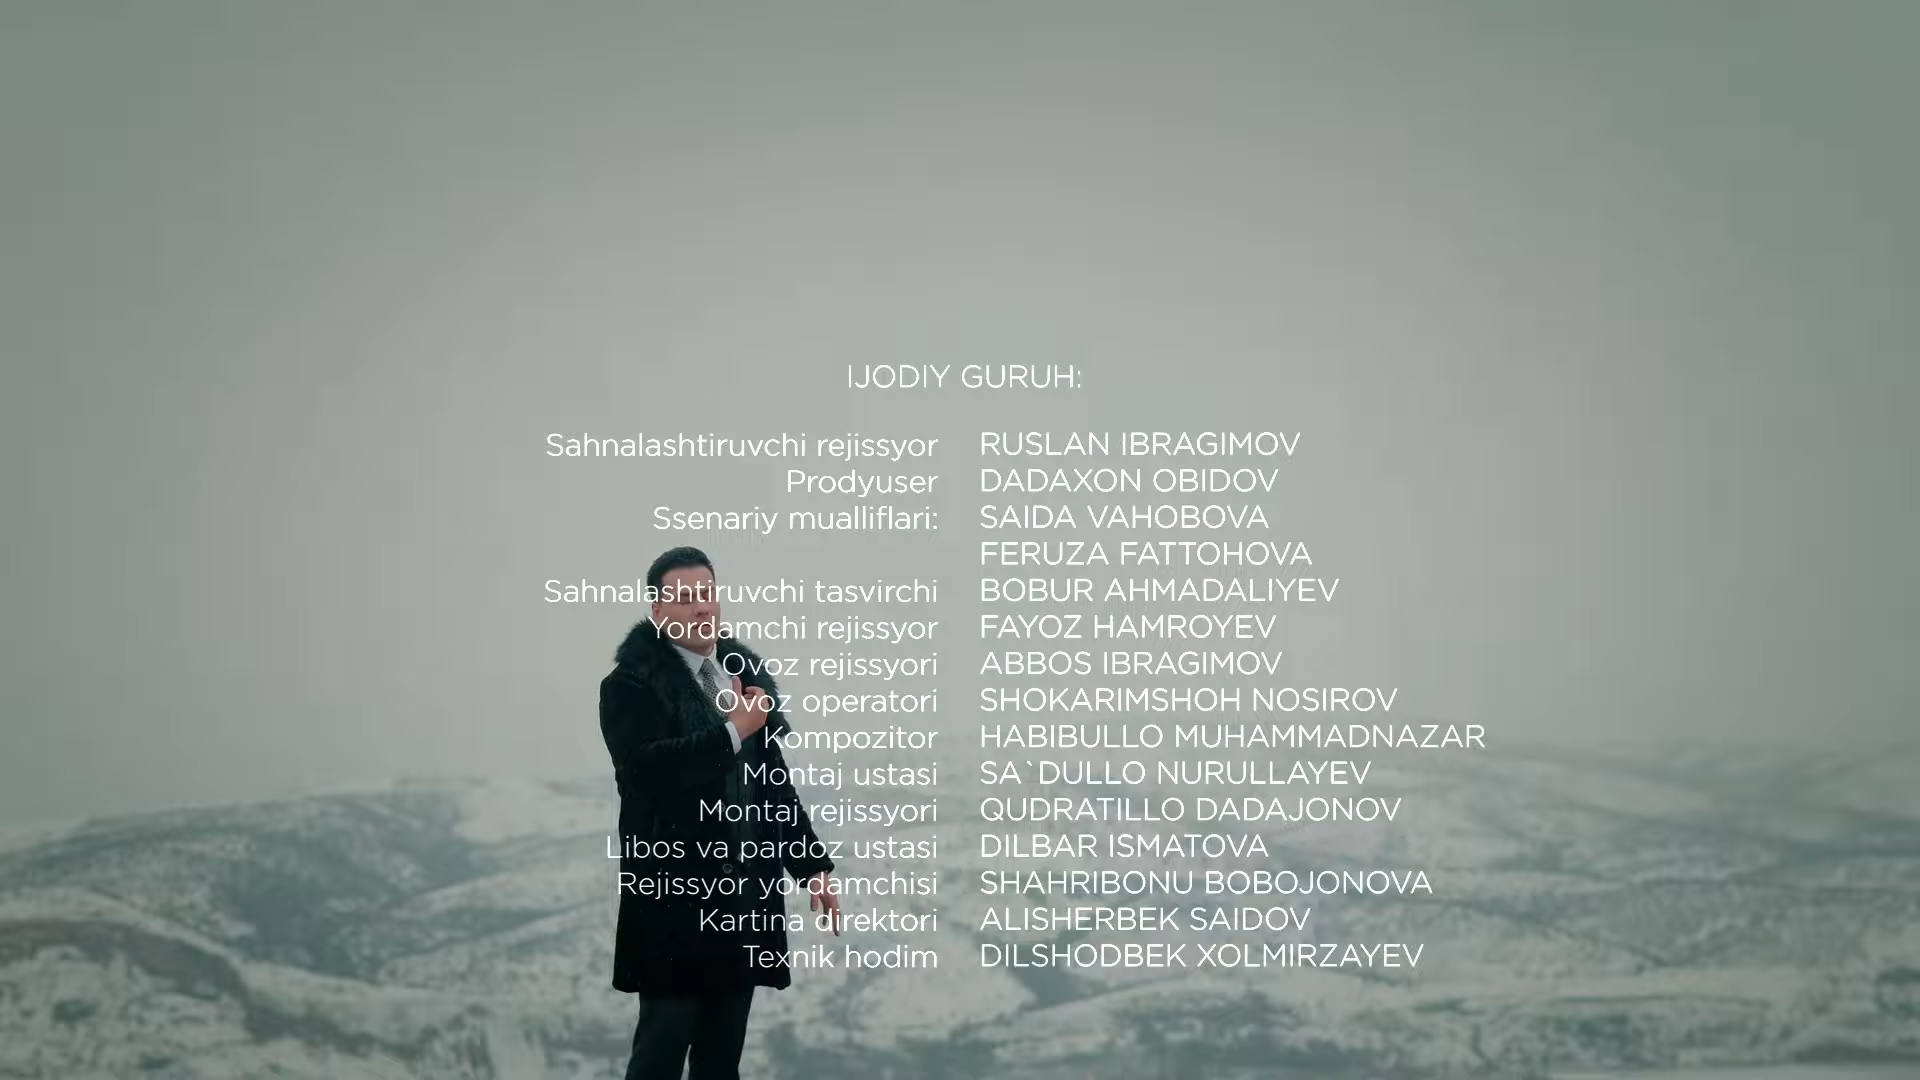 IJODIY GURUH:
Sahnalashtiruvchi rejissyor RUSLAN IBRAGIMOV
Prodyuser DADAXON OBIDOV
Ssenariy mualliflari: SAIDA VAHOBOVA
FERUZA FATTOHOVA
Sahnalashtiruvchi tasvirchi BOBUR AHMADALIYEV
Yordamchi rejissyor FAYOZ HAMROYEV
Ovoz rejissyori ABBOS IBRAGIMOV
Ovoz operatori SHOKARIMSHOH NOSIROV
Kompozitor HABIBULLO MUHAMMADNAZAR
Montaj ustasi SA`DULLO NURULLAYEV
Montaj rejissyori QUDRATILLO DADAJONOV
Libos va pardoz ustasi DILBAR ISMATOVA
Rejissyor yordamchisi SHAHRIBONU BOBOJONOVA
Kartina direktori ALISHERBEK SAIDOV
Texnik hodim DILSHODBEK XOLMIRZAYEV